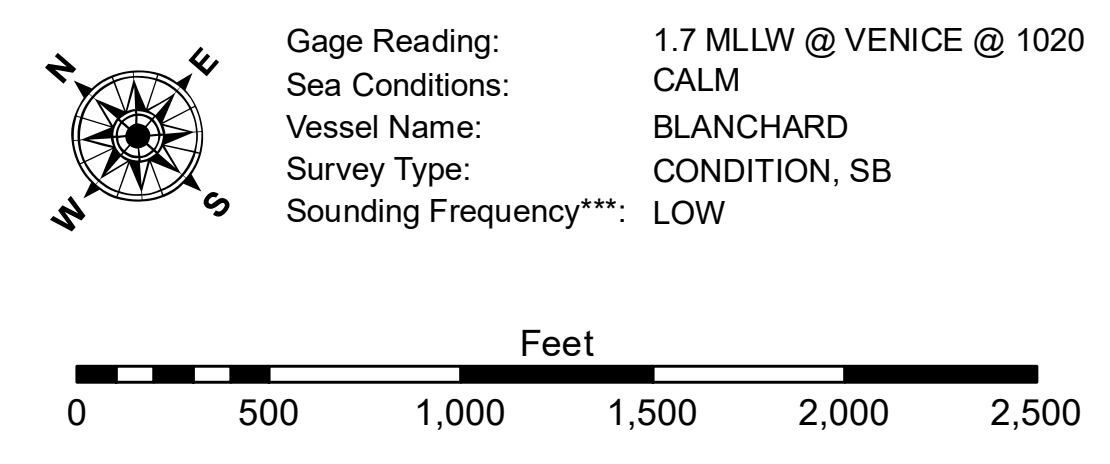 N E
W S
Gage Reading: 1.7 MLLW @ VENICE @ 1020
Sea Conditions: CALM
Vessel Name: BLANCHARD
Survey Type: CONDITION, SB
Sounding Frequency***: LOW
Feet
0 500 1,000 1,500 2,000 2,500